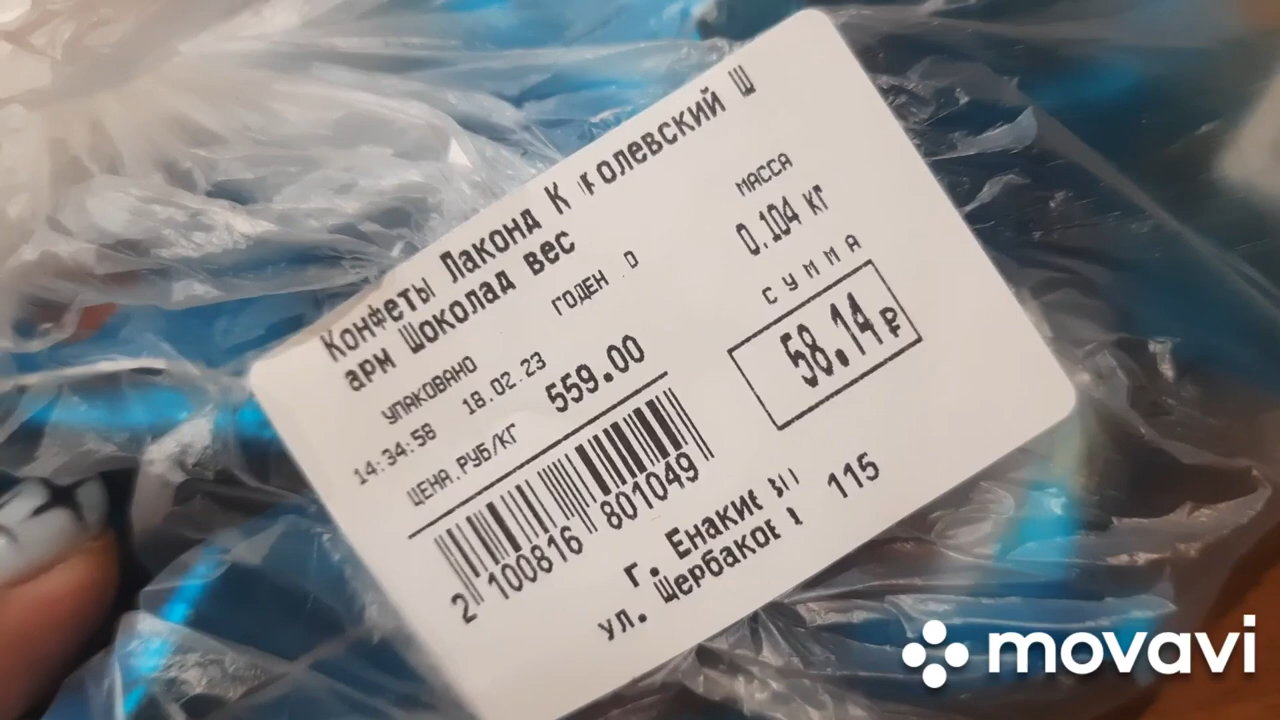 Конфеты Лаконд К олевский Ш
арм Шоколад вес
УПАКОВАНО
ГОДЕН Д
14:34:58 18.02.23
ЦЕНА.РУБ/КГ 559.00
МАССА
0.104 кг
СУММА
58.14₽
2 100816 801049
г. Енакие
ул. Щербаков 115
movavi